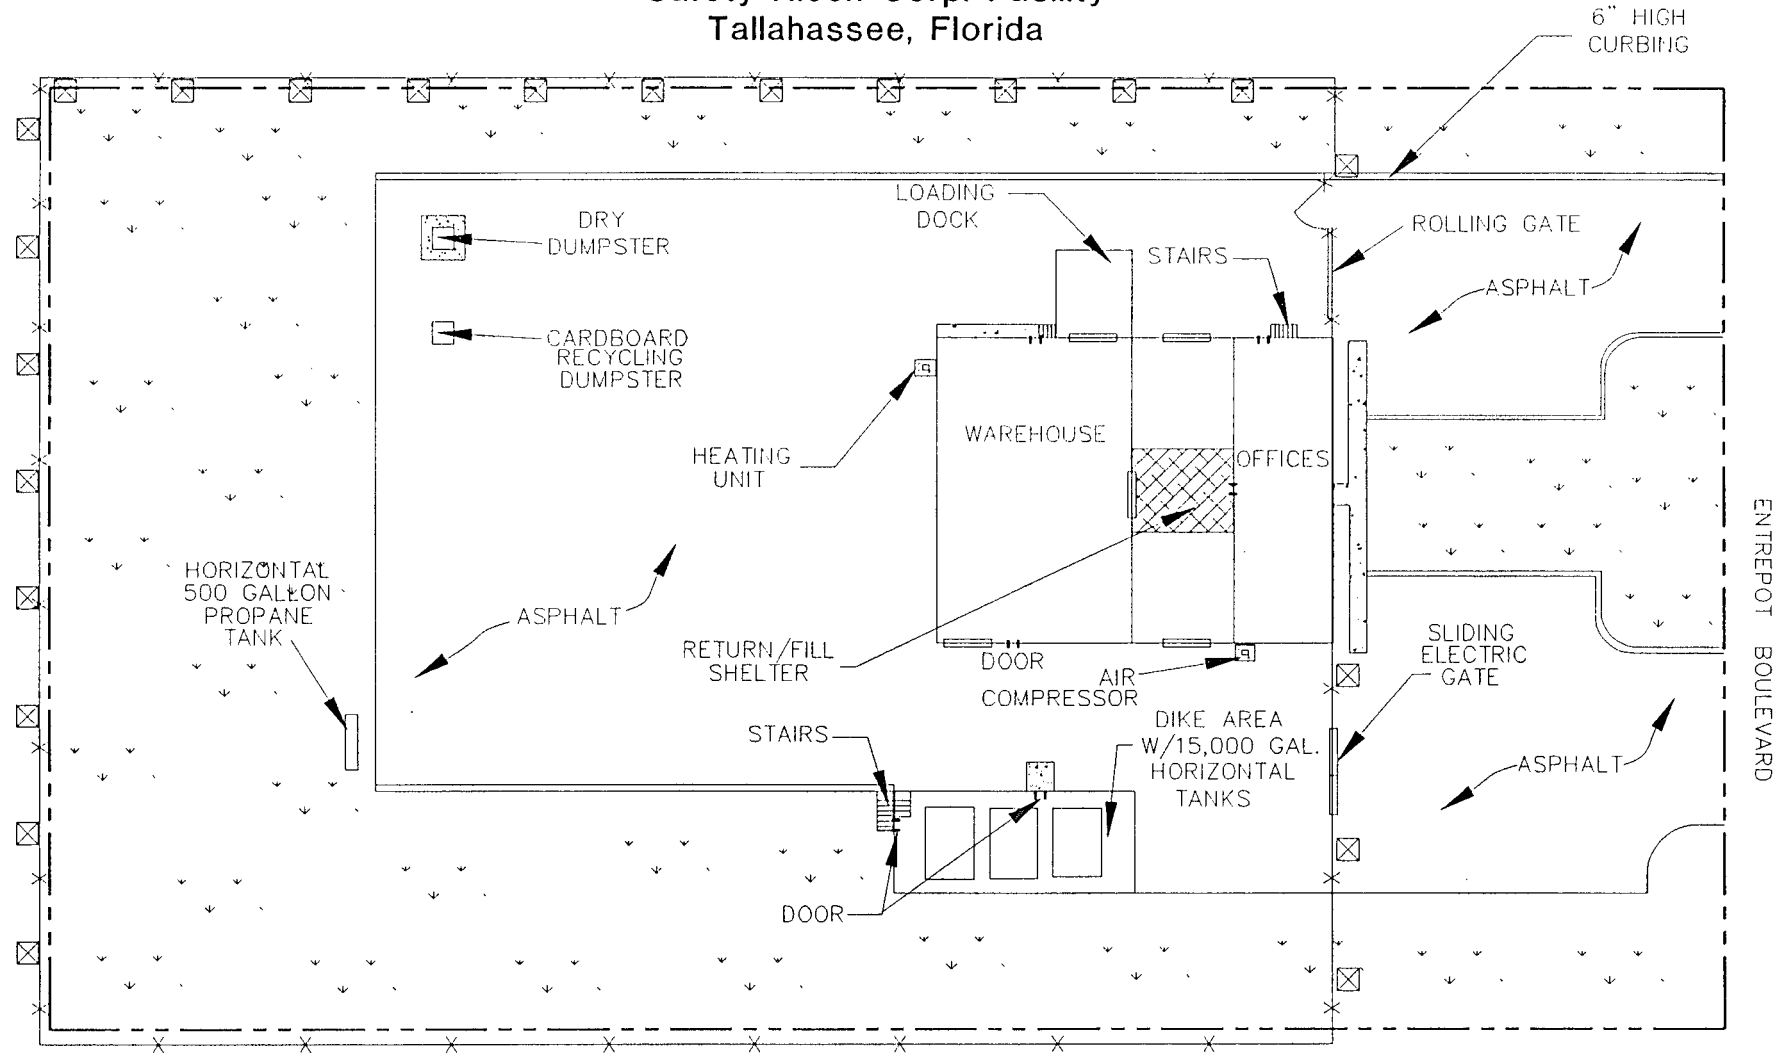 Tallahassee, Florida
6" HIGH
CURBING
LOADING
DOCK
DRY
DUMPSTER
STAIRS
ROLLING GATE
ASPHALT
CARDBOARD
RECYCLING
DUMPSTER
WAREHOUSE
OFFICES
HEATING
UNIT
ENTREPOT BOULEVARD
HORIZONTAL
500 GALLON
PROPANE
TANK
ASPHALT
RETURN/FILL
SHELTER
DOOR
AIR
COMPRESSOR
SLIDING
ELECTRIC
GATE
STAIRS
DIKE AREA
W/15,000 GAL.
HORIZONTAL
TANKS
ASPHALT
DOOR